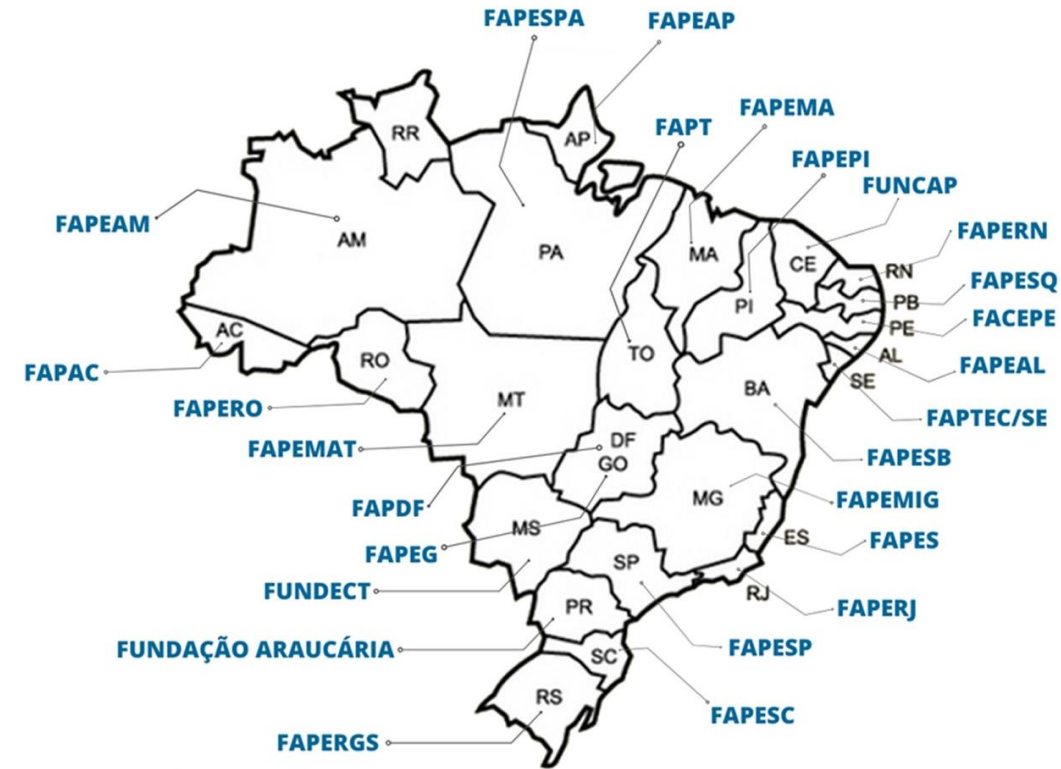 FAPESPA
FAPEAP
FAPEMA
FAPT
RR
AP
FAPEPI
FUNCAP
FAPEAM
AM
PA
MA
CE
FAPERN
RN
FAPESQ
PB
PI
FACEPE
PE
AC
RO
TO
AL
FAPEAL
FAPAC
SE
FAPERO
MT
BA
FAPTEC/SE
FAPEMAT
DF
GO
FAPESB
FAPDF
MG
FAPEMIG
MS
ES
FAPES
FAPEG
SP
FUNDECT
RJ
FAPERJ
PR
FUNDAÇÃO ARAUCÁRIA
FAPESP
SC
RS
FAPESC
FAPERGS